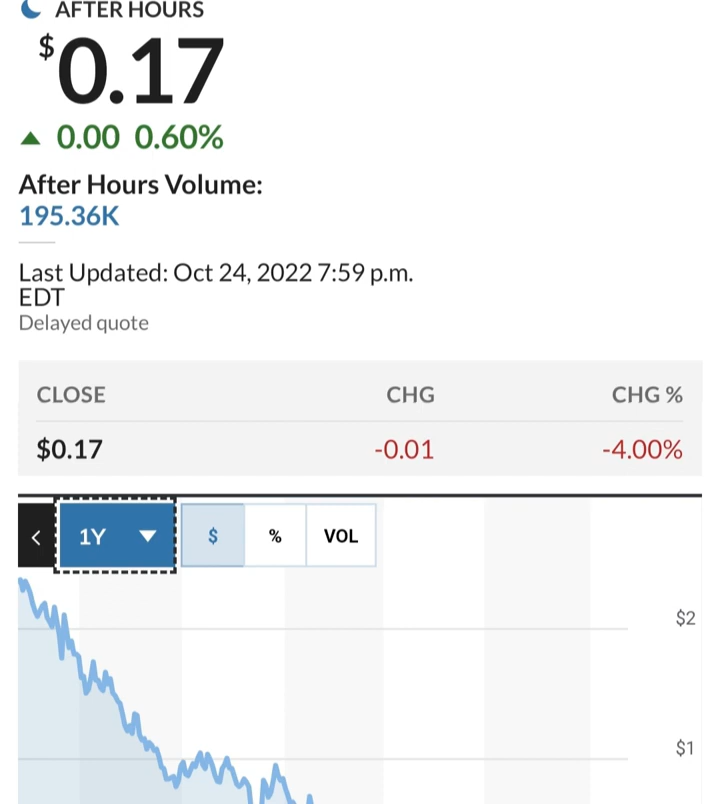 AFTER HOURS
$0.17
0.00 0.60%
After Hours Volume:
195.36K
Last Updated: Oct 24, 2022 7:59 p.m.
EDT
Delayed quote
CLOSE CHG CHG %
$0.17 -0.01 -4.00%
1Y $ % VOL
$2
$1